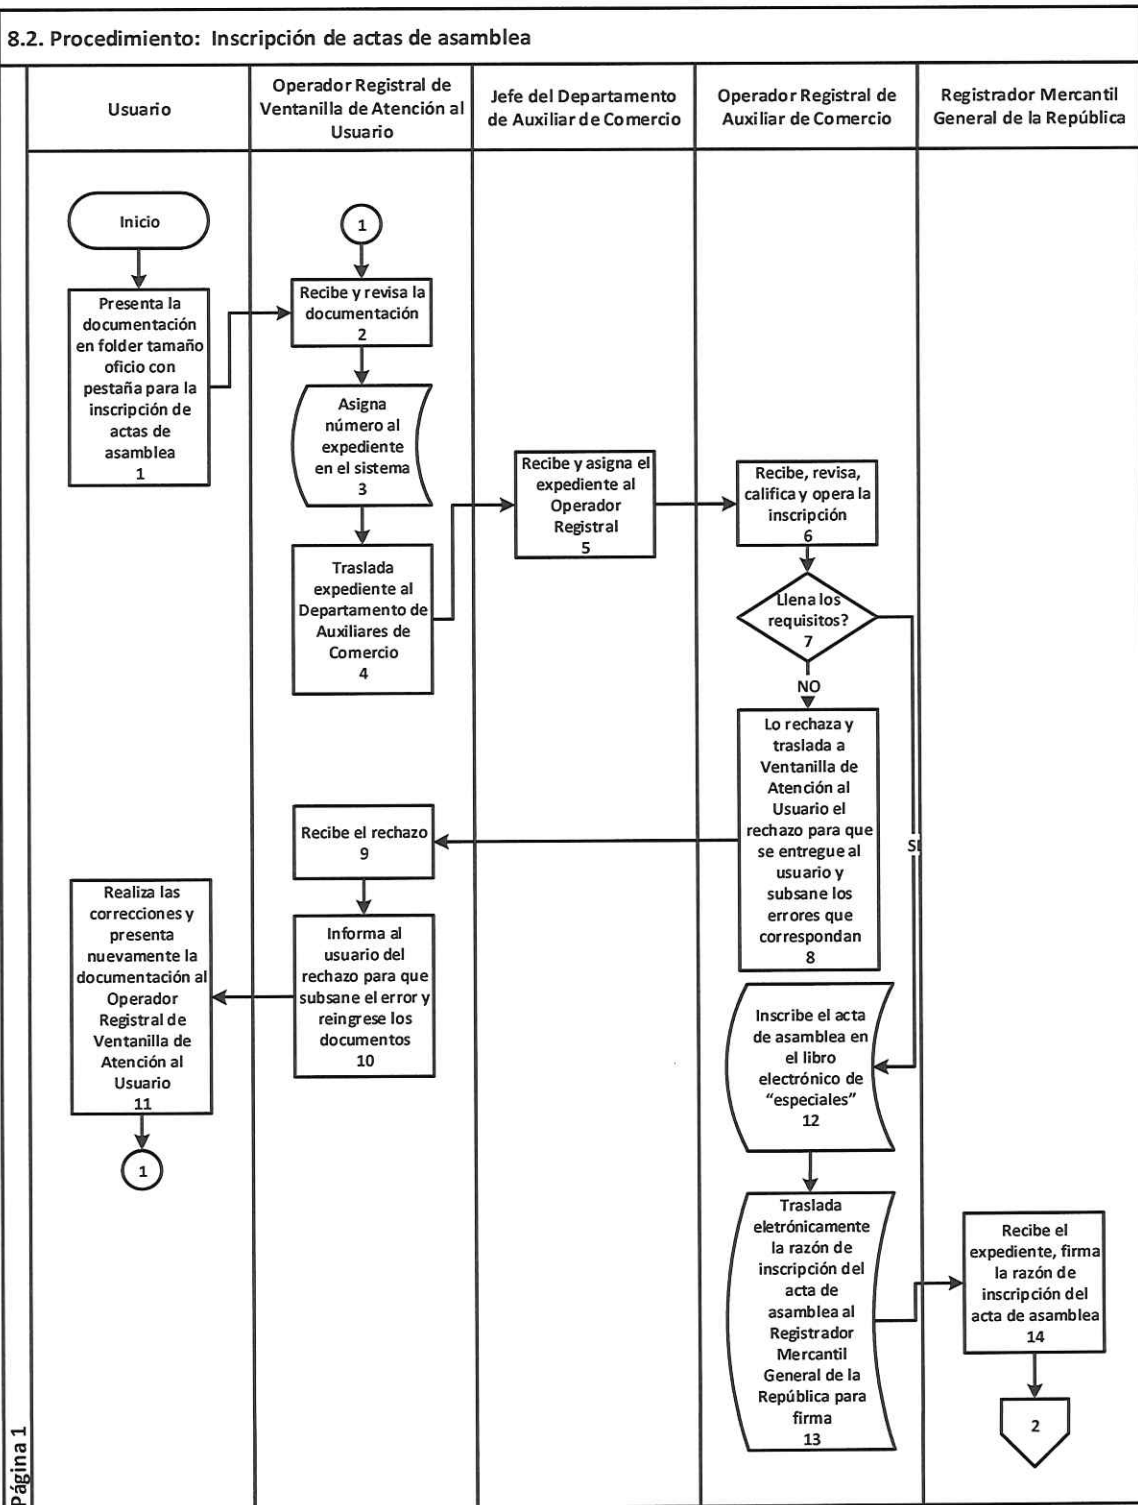 8.2. Procedimiento: Inscripción de actas de asamblea
Usuario
Operador Registral de
Ventanilla de Atención al
Usuario
Jefe del Departamento
de Auxiliar de Comercio
Operador Registral de
Auxiliar de Comercio
Registrador Mercantil
General de la República
Inicio
Presenta la
documentación
en folder tamaño
oficio con
pestaña para la
inscripción de
actas de
asamblea
1
1
Recibe y revisa la
documentación
2
Asigna
número al
expediente
en el sistema
3
Traslada
expediente al
Departamento de
Auxiliares de
Comercio
4
Recibe y asigna el
expediente al
Operador
Registral
5
Recibe, revisa,
califica y opera la
inscripción
6
Llena los
requisitos?
7
NO
SI
Lo rechaza y
traslada a
Ventanilla de
Atención al
Usuario el
rechazo para que
se entregue al
usuario y
subsane los
errores que
correspondan
8
Recibe el rechazo
9
Informa al
usuario del
rechazo para que
subsane el error y
reingrese los
documentos
10
Realiza las
correcciones y
presenta
nuevamente la
documentación al
Operador
Registral de
Ventanilla de
Atención al
Usuario
11
1
Inscribe el acta
de asamblea en
el libro
electrónico de
“especiales”
12
Traslada
eletrónicamente
la razón de
inscripción del
acta de
asamblea al
Registrador
Mercantil
General de la
República para
firma
13
Recibe el
expediente, firma
la razón de
inscripción del
acta de asamblea
14
2
Página 1